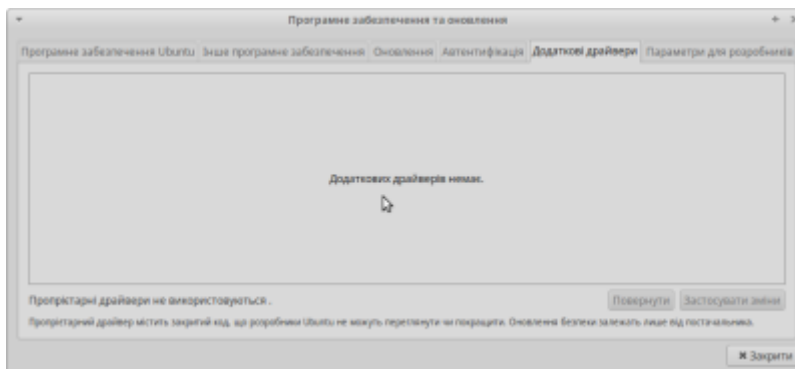 Програмне забезпечення та оновлення
Програмне забезпечення Ubuntu Інше програмне забезпечення Оновлення Автентифікація Додаткові драйвери Параметри для розробників
Додаткових драйверів немає.
Пропрієтарні драйвери не використовуються .
Повернути Застосувати зміни
Пропрієтарний драйвер містить закритий код, що розробники Ubuntu не можуть переглянути чи покращити. Оновлення безпеки залежать лише від постачальника.
Закрити